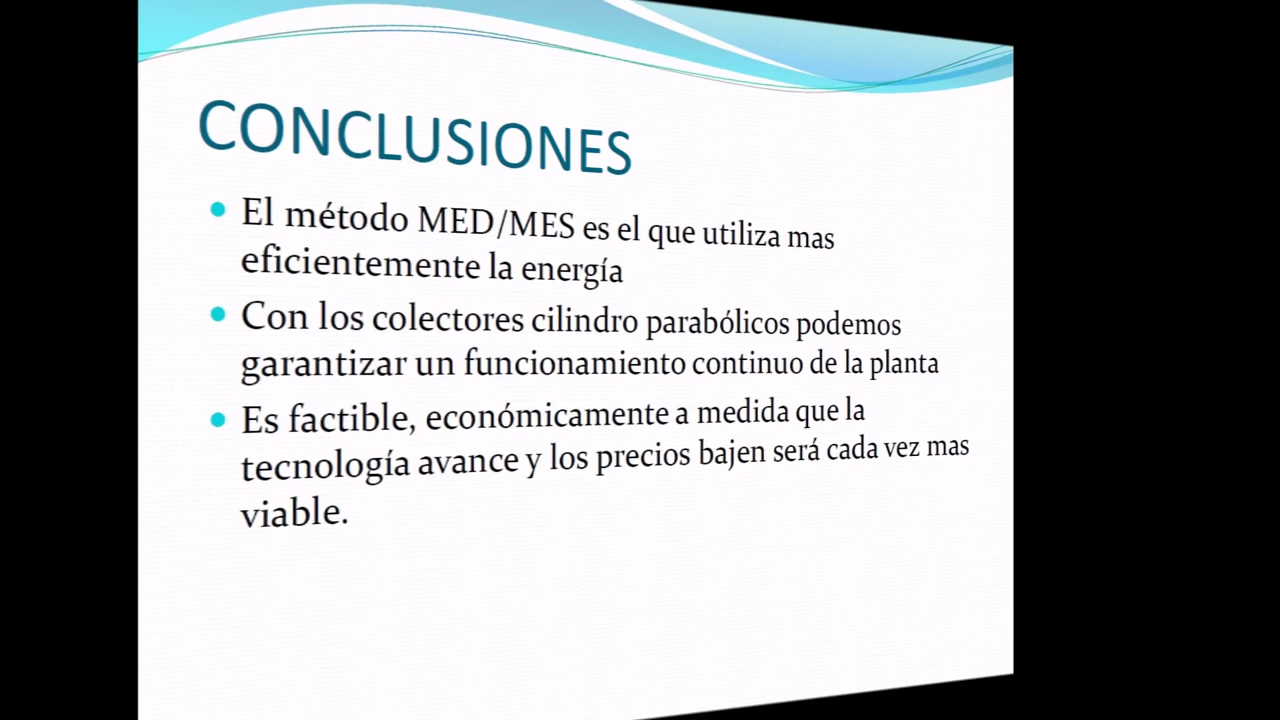 CONCLUSIONES
El método MED/MES es el que utiliza mas
eficientemente la energía
Con los colectores cilindro parabólicos podemos
garantizar un funcionamiento continuo de la planta
Es factible, económicamente a medida que la
tecnología avance y los precios bajen será cada vez mas
viable.